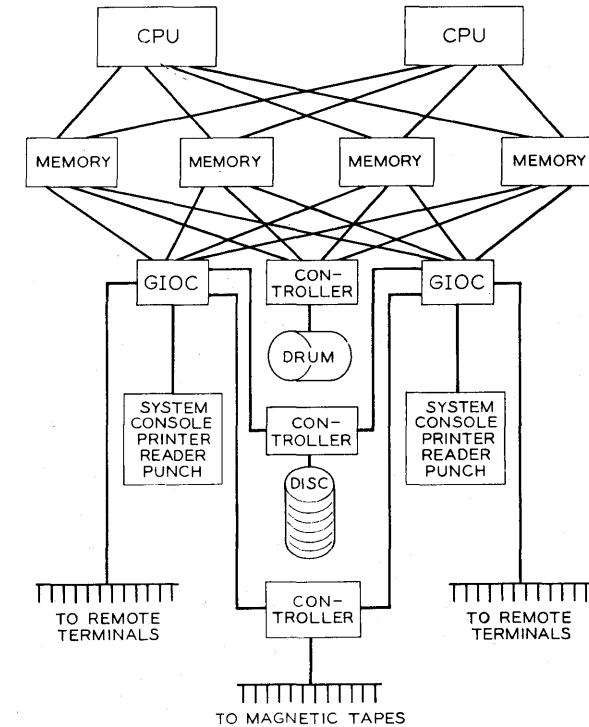 CPU
CPU
MEMORY
MEMORY
MEMORY
MEMORY
GIOC
CON-
TROLLER
GIOC
DRUM
SYSTEM
CONSOLE
PRINTER
READER
PUNCH
CON-
TROLLER
SYSTEM
CONSOLE
PRINTER
READER
PUNCH
DISC
CON-
TROLLER
TO REMOTE
TERMINALS
TO REMOTE
TERMINALS
TO MAGNETIC TAPES